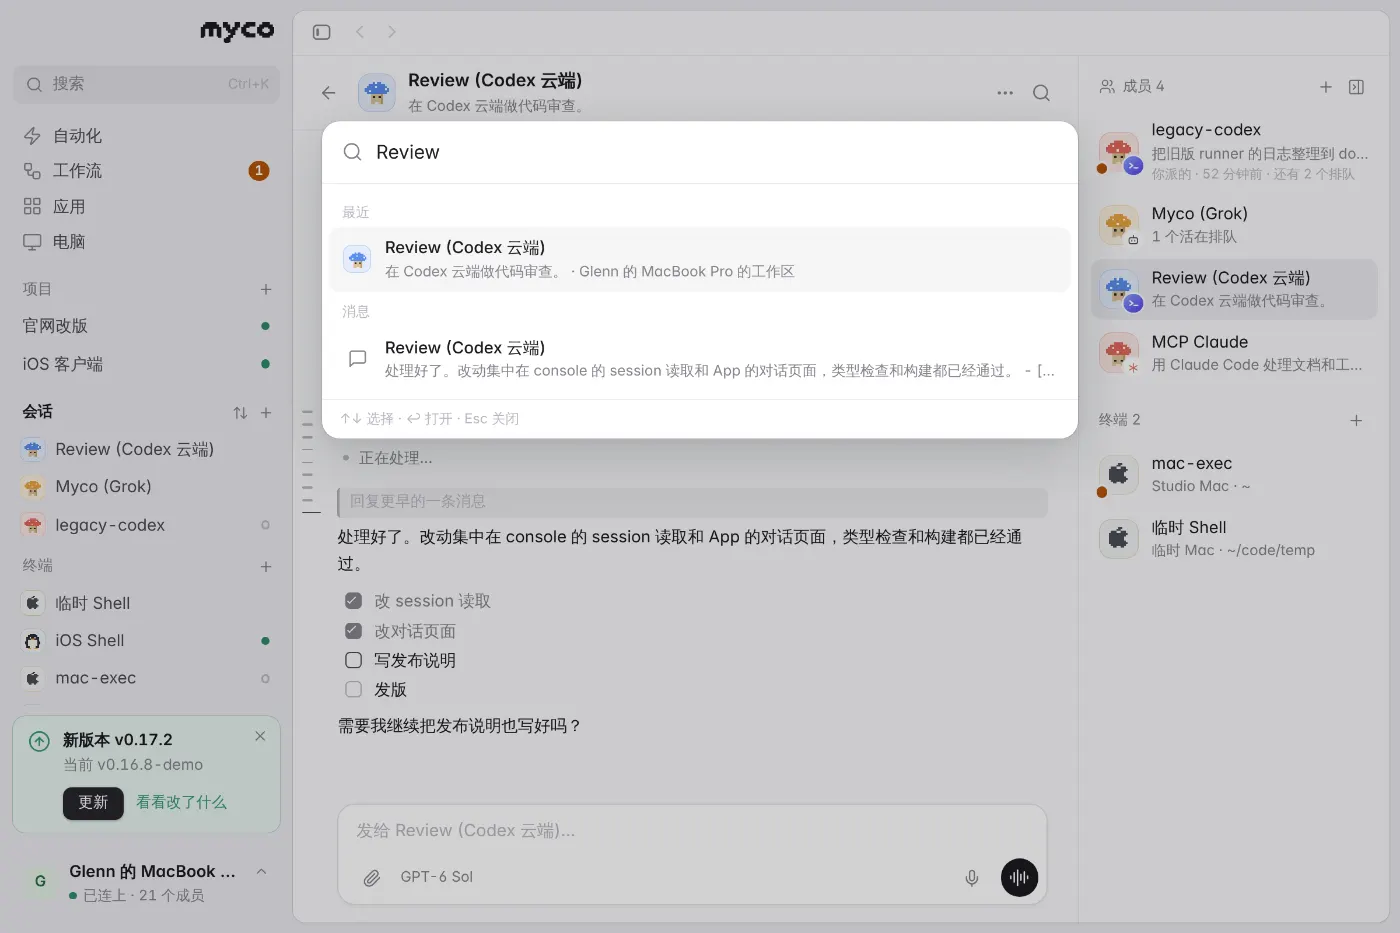 myco
搜索
Ctrl+K
自动化
工作流
1
应用
电脑
项目
官网改版
iOS 客户端
会话
Review (Codex 云端)
Myco (Grok)
legacy-codex
终端
临时 Shell
iOS Shell
mac-exec
新版本 v0.17.2
当前 v0.16.8-demo
更新
看看改了什么
G
Glenn 的 MacBook ...
已连上 · 21 个成员
Review (Codex 云端)
在 Codex 云端做代码审查。
Review
最近
Review (Codex 云端)
在 Codex 云端做代码审查。 · Glenn 的 MacBook Pro 的工作区
消息
Review (Codex 云端)
处理好了。改动集中在 console 的 session 读取和 App 的对话页面，类型检查和构建都已经通过。 - [...
↑↓ 选择 · ↩ 打开 · Esc 关闭
正在处理...
回复更早的一条消息
处理好了。改动集中在 console 的 session 读取和 App 的对话页面，类型检查和构建都已经通
过。
改 session 读取
改对话页面
写发布说明
发版
需要我继续把发布说明也写好吗？
发给 Review (Codex 云端)...
GPT-6 Sol
成员 4
legacy-codex
把旧版 runner 的日志整理到 do...
你派的 · 52 分钟前 · 还有 2 个排队
Myco (Grok)
1 个活在排队
Review (Codex 云端)
在 Codex 云端做代码审查。
MCP Claude
用 Claude Code 处理文档和工...
终端 2
mac-exec
Studio Mac · ~
临时 Shell
临时 Mac · ~/code/temp